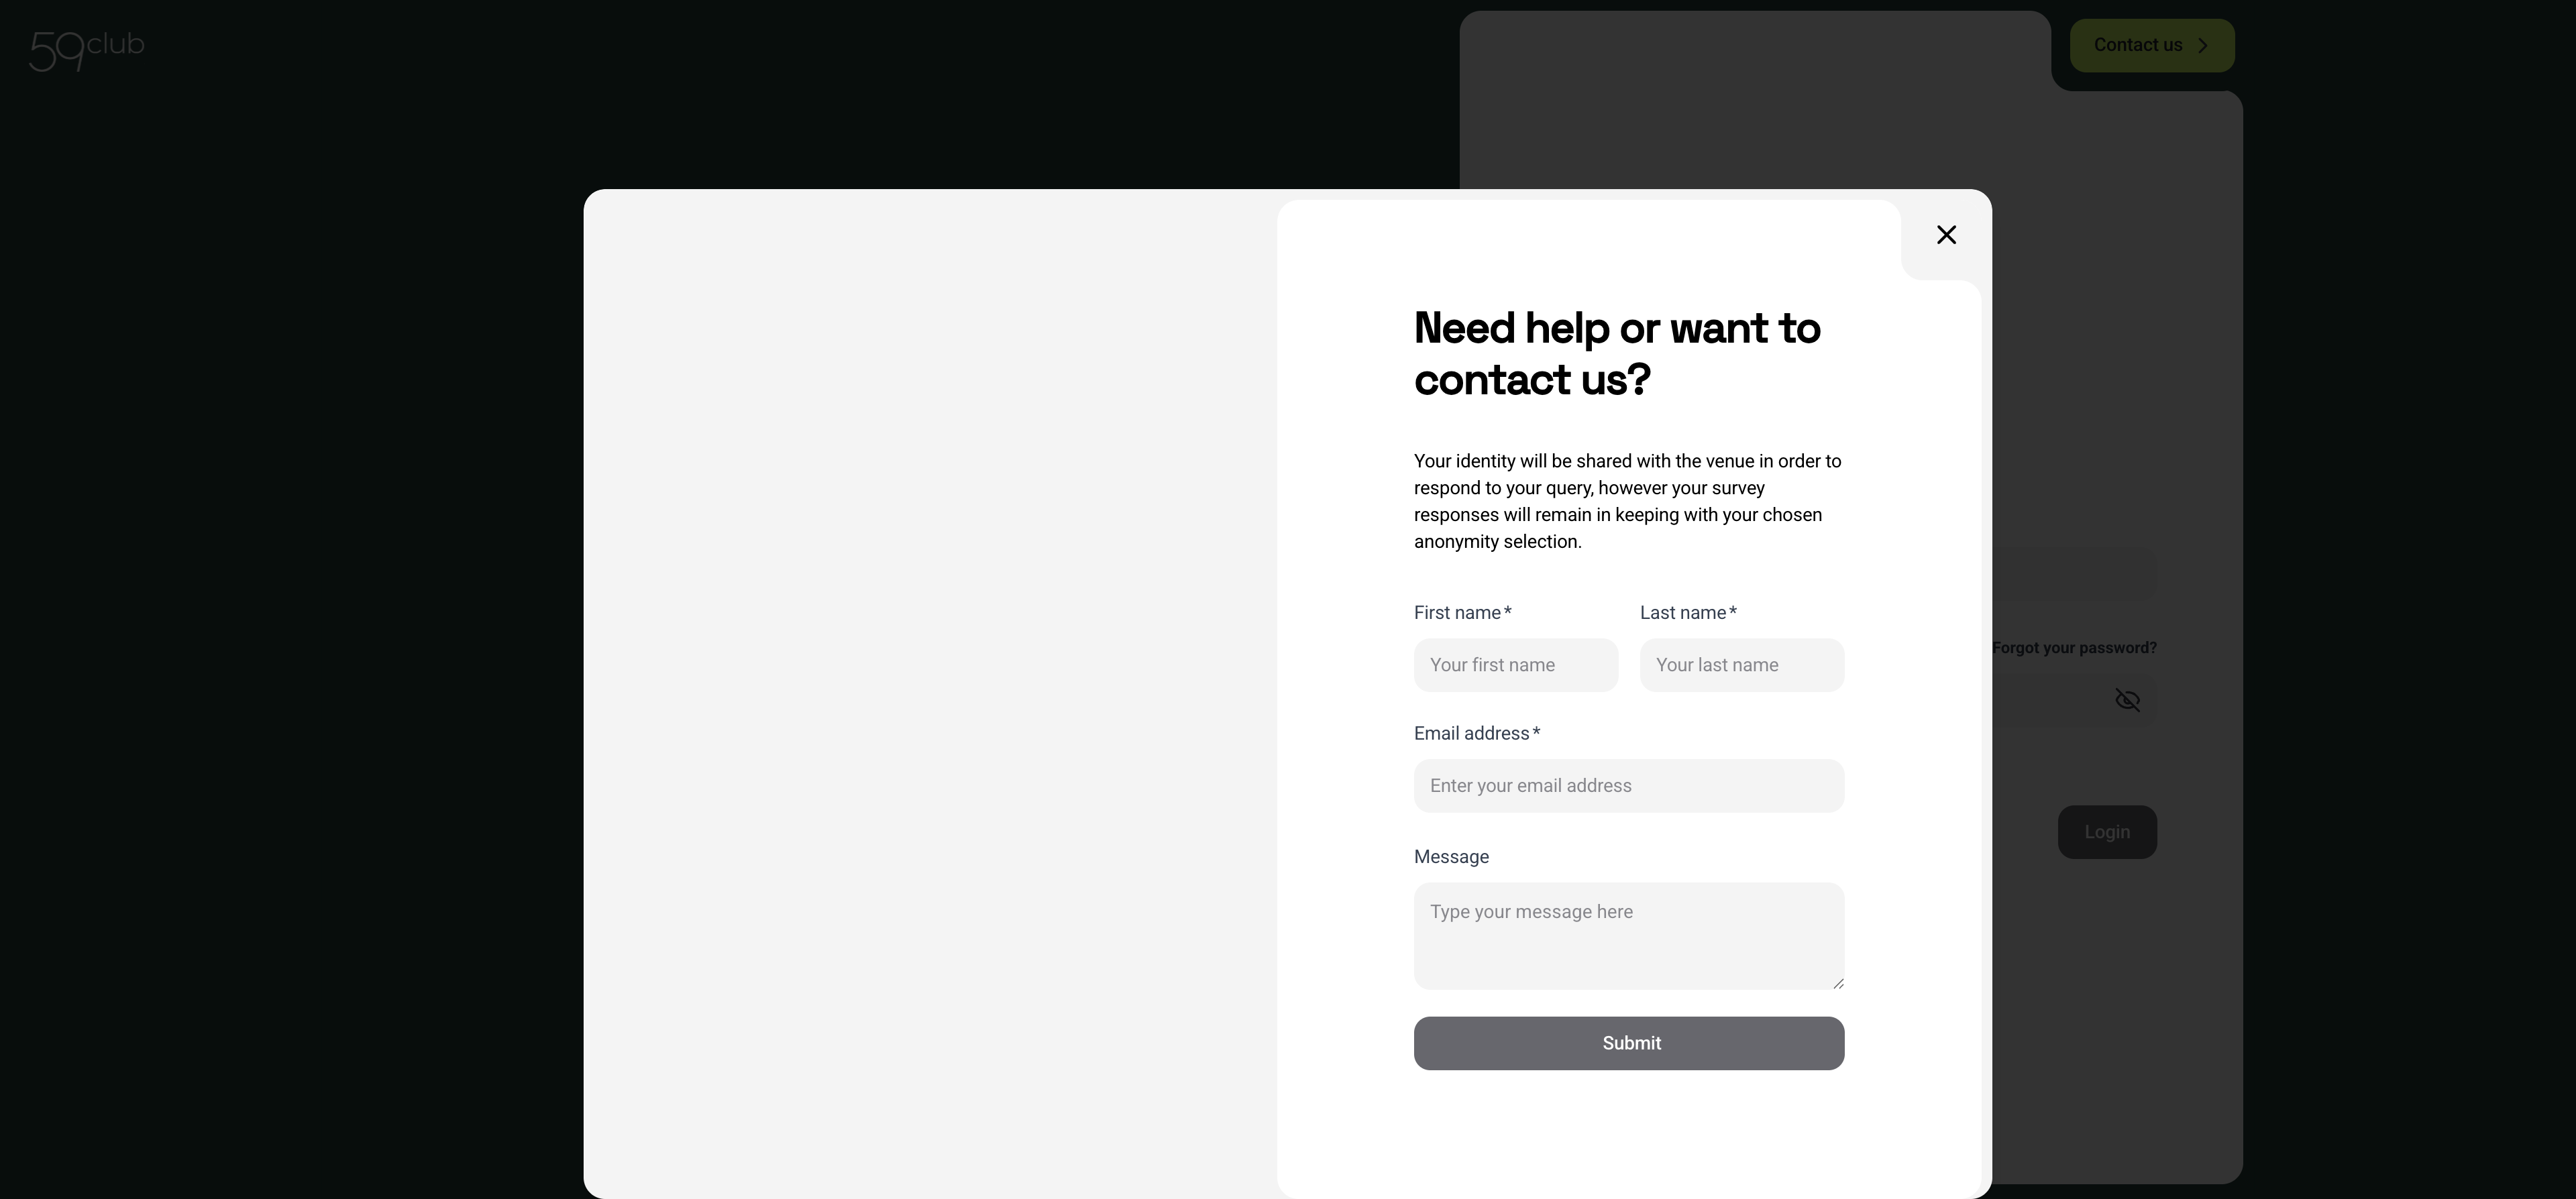 59club
Contact us
Need help or want to
contact us?
Your identity will be shared with the venue in order to
respond to your query, however your survey
responses will remain in keeping with your chosen
anonymity selection.
First name*
Last name*
Your first name
Your last name
Email address*
Enter your email address
Forgot your password?
Message
Type your message here
Login
Submit